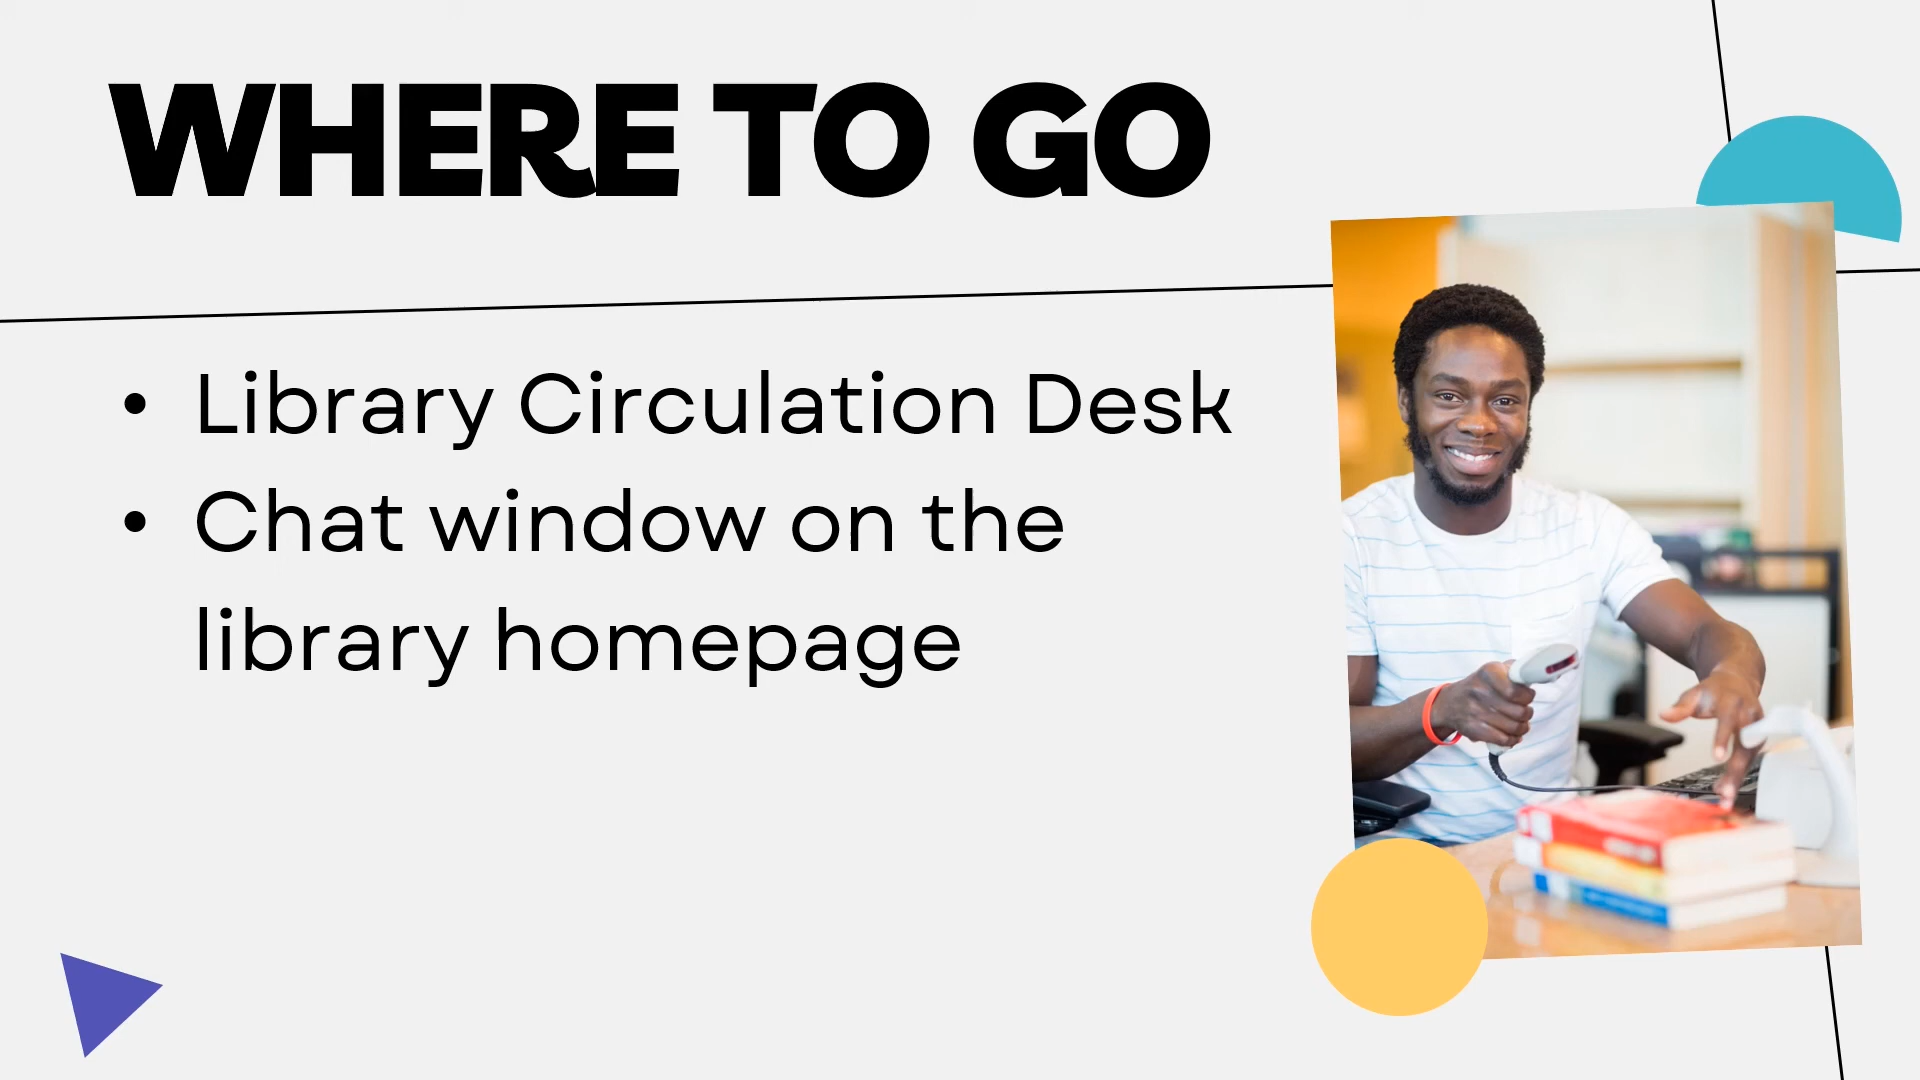 WHERE TO GO
• Library Circulation Desk
• Chat window on the
library homepage